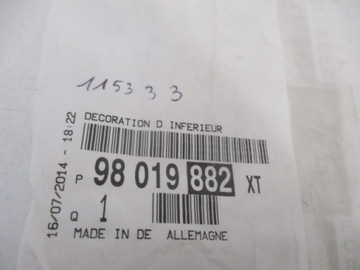 115333
DECORATION D INFERIEUR
P 98 019 882 XT
Q 1
MADE IN DE ALLEMAGNE
16/07/2014 - 18:22